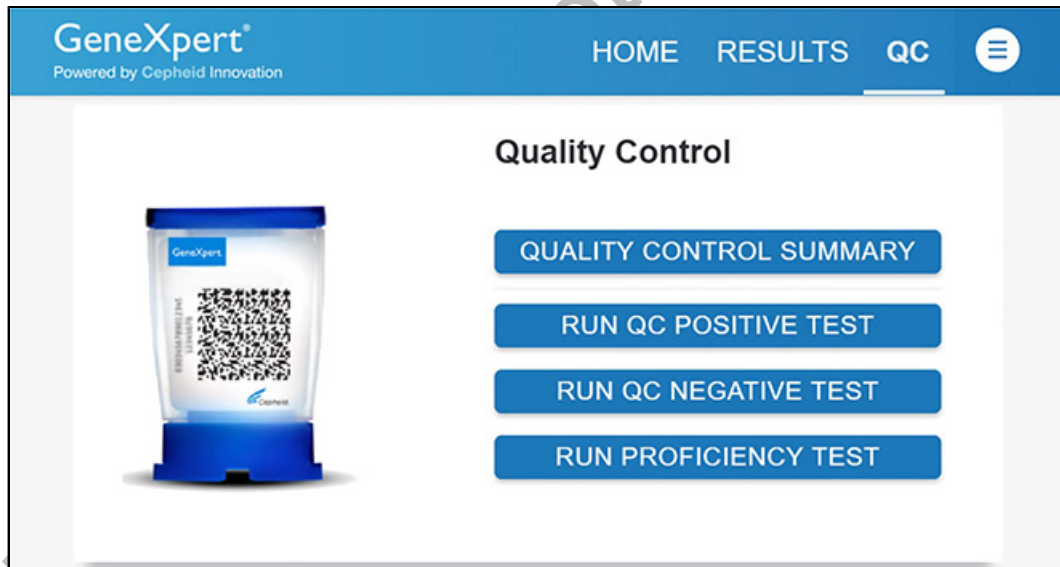 GeneXpert®
Powered by Cepheid Innovation
HOME RESULTS QC
Quality Control
GeneXpert
Cepheid.
QUALITY CONTROL SUMMARY
RUN QC POSITIVE TEST
RUN QC NEGATIVE TEST
RUN PROFICIENCY TEST